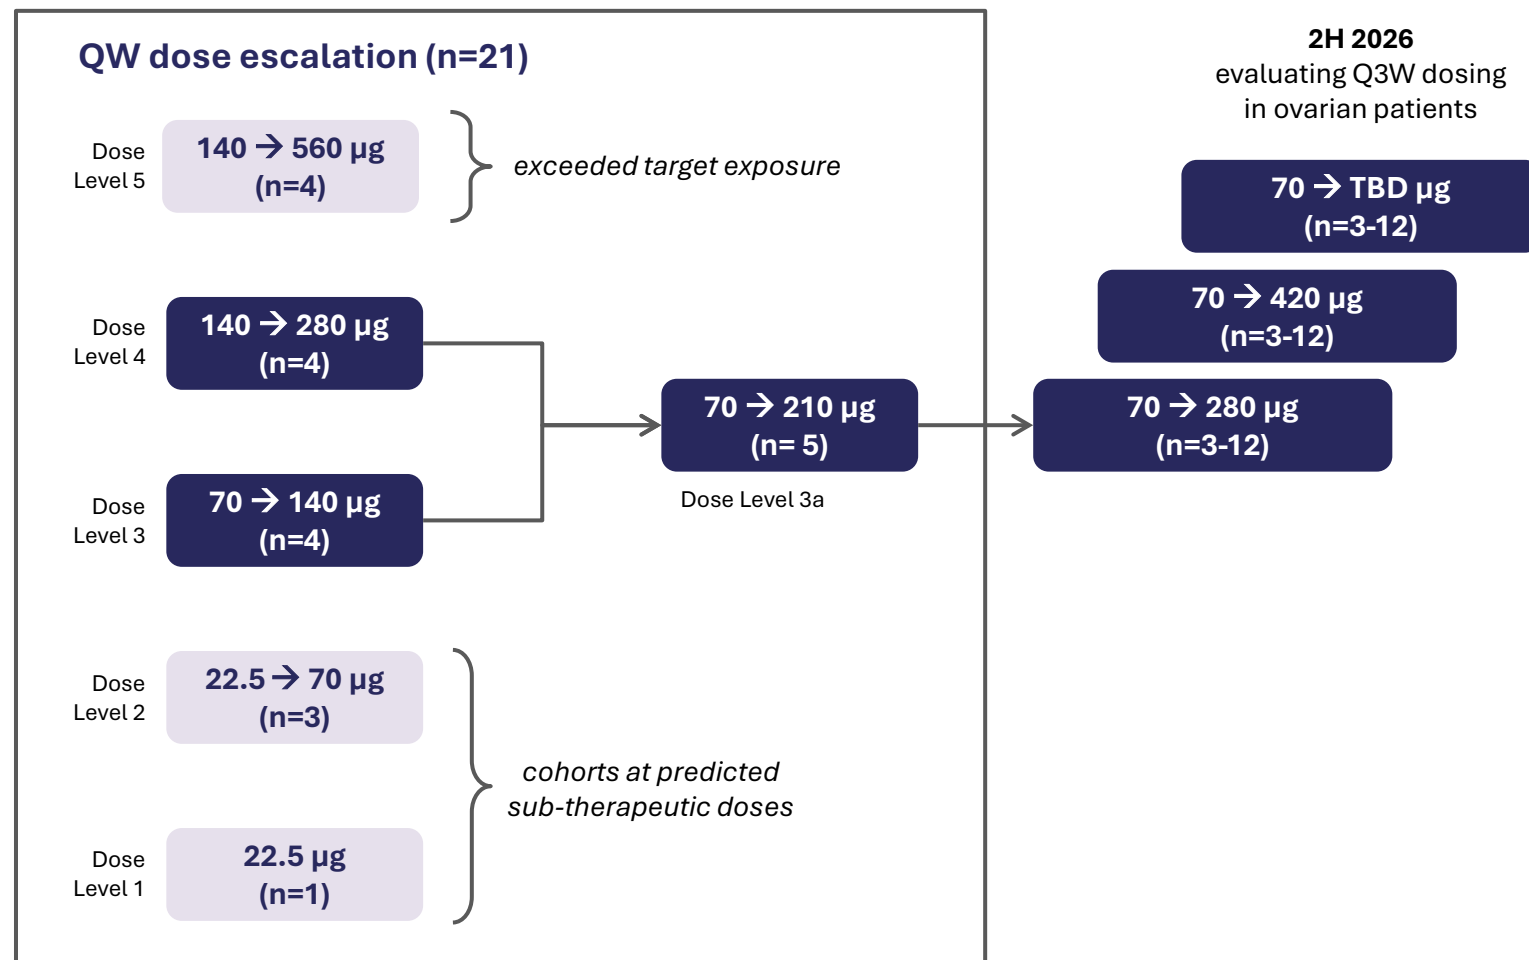 QW dose escalation (n=21)
Dose
Level 5
140 → 560 µg
(n=4)
exceeded target exposure
Dose
Level 4
140 → 280 µg
(n=4)
Dose
Level 3
70 → 140 µg
(n=4)
70 → 210 µg
(n= 5)
Dose Level 3a
Dose
Level 2
22.5 → 70 µg
(n=3)
cohorts at predicted
sub-therapeutic doses
Dose
Level 1
22.5 µg
(n=1)
2H 2026
evaluating Q3W dosing
in ovarian patients
70 → TBD µg
(n=3-12)
70 → 420 µg
(n=3-12)
70 → 280 µg
(n=3-12)